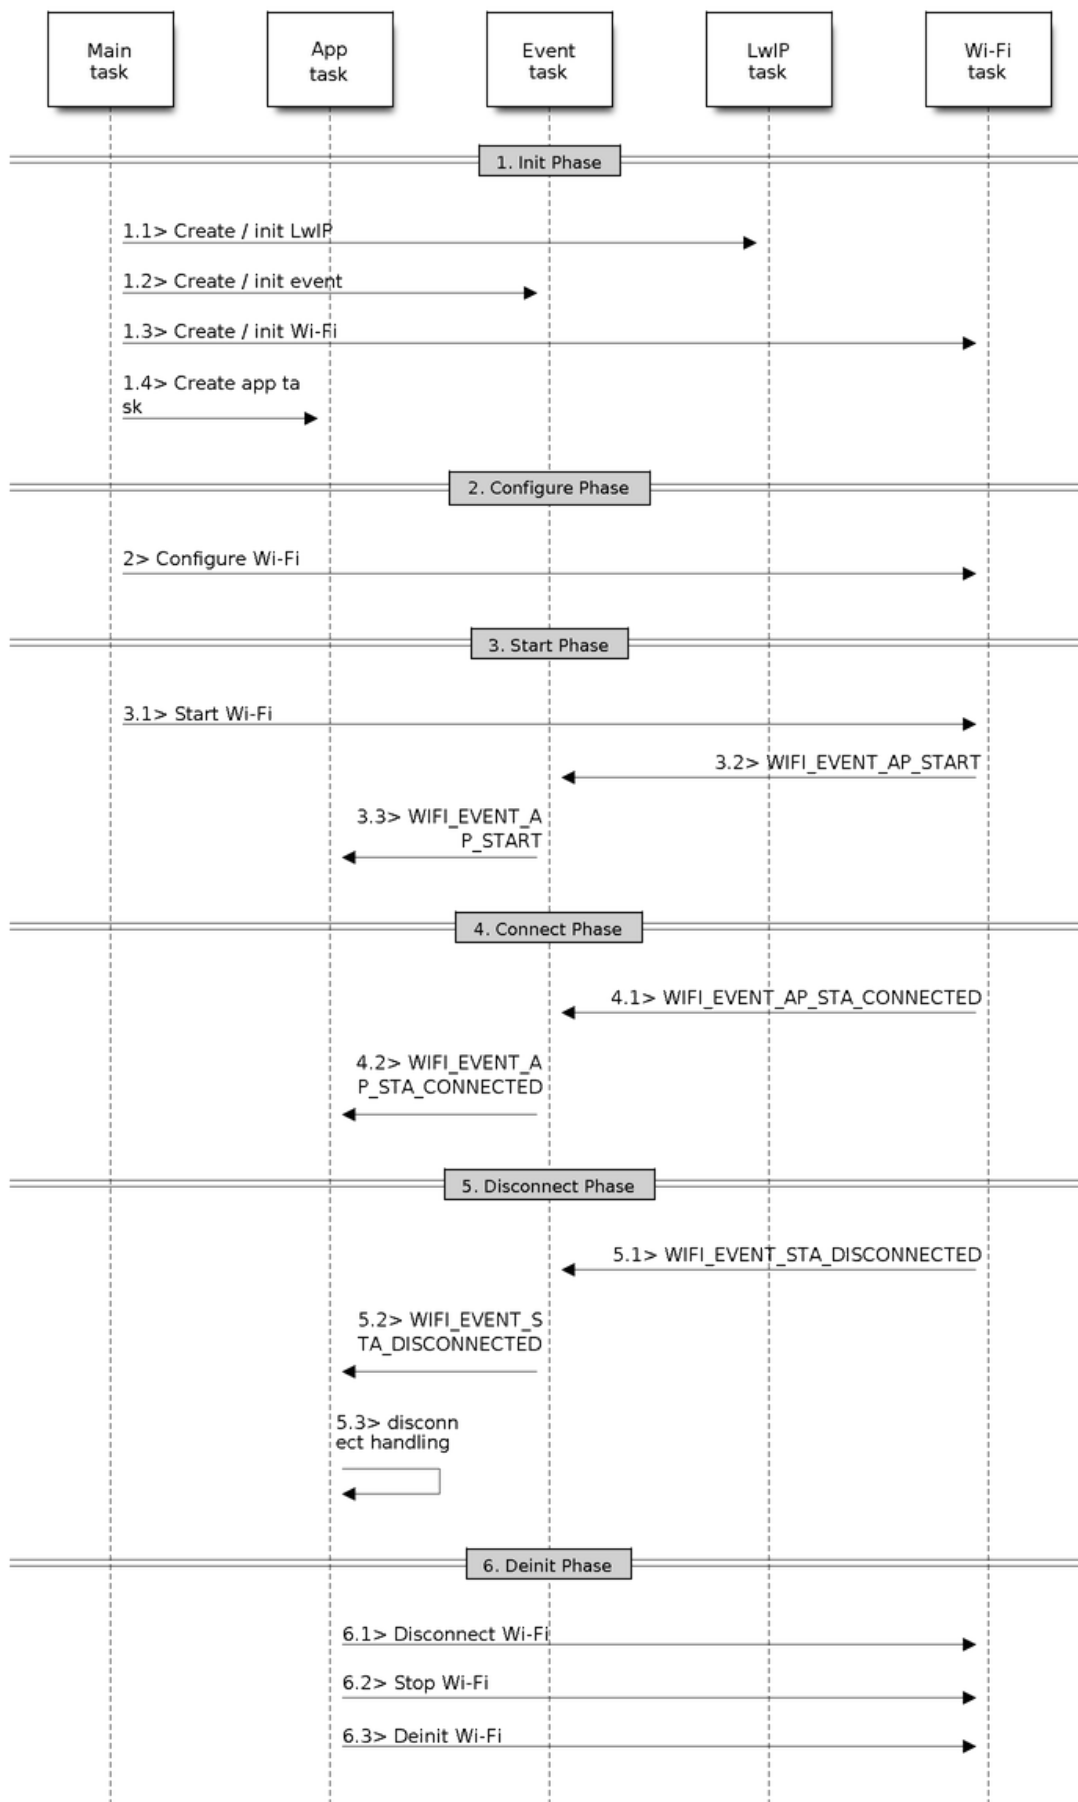 Main
task
App
task
Event
task
LwIP
task
Wi-Fi
task
1. Init Phase
1.1> Create / init LwIP
1.2> Create / init event
1.3> Create / init Wi-Fi
1.4> Create app ta
sk
2. Configure Phase
2> Configure Wi-Fi
3. Start Phase
3.1> Start Wi-Fi
3.2> WIFI_EVENT_AP_START
3.3> WIFI_EVENT_A
P_START
4. Connect Phase
4.1> WIFI_EVENT_AP_STA_CONNECTED
4.2> WIFI_EVENT_A
P_STA_CONNECTED
5. Disconnect Phase
5.1> WIFI_EVENT_STA_DISCONNECTED
5.2> WIFI_EVENT_S
TA_DISCONNECTED
5.3> disconn
ect handling
6. Deinit Phase
6.1> Disconnect Wi-Fi
6.2> Stop Wi-Fi
6.3> Deinit Wi-Fi